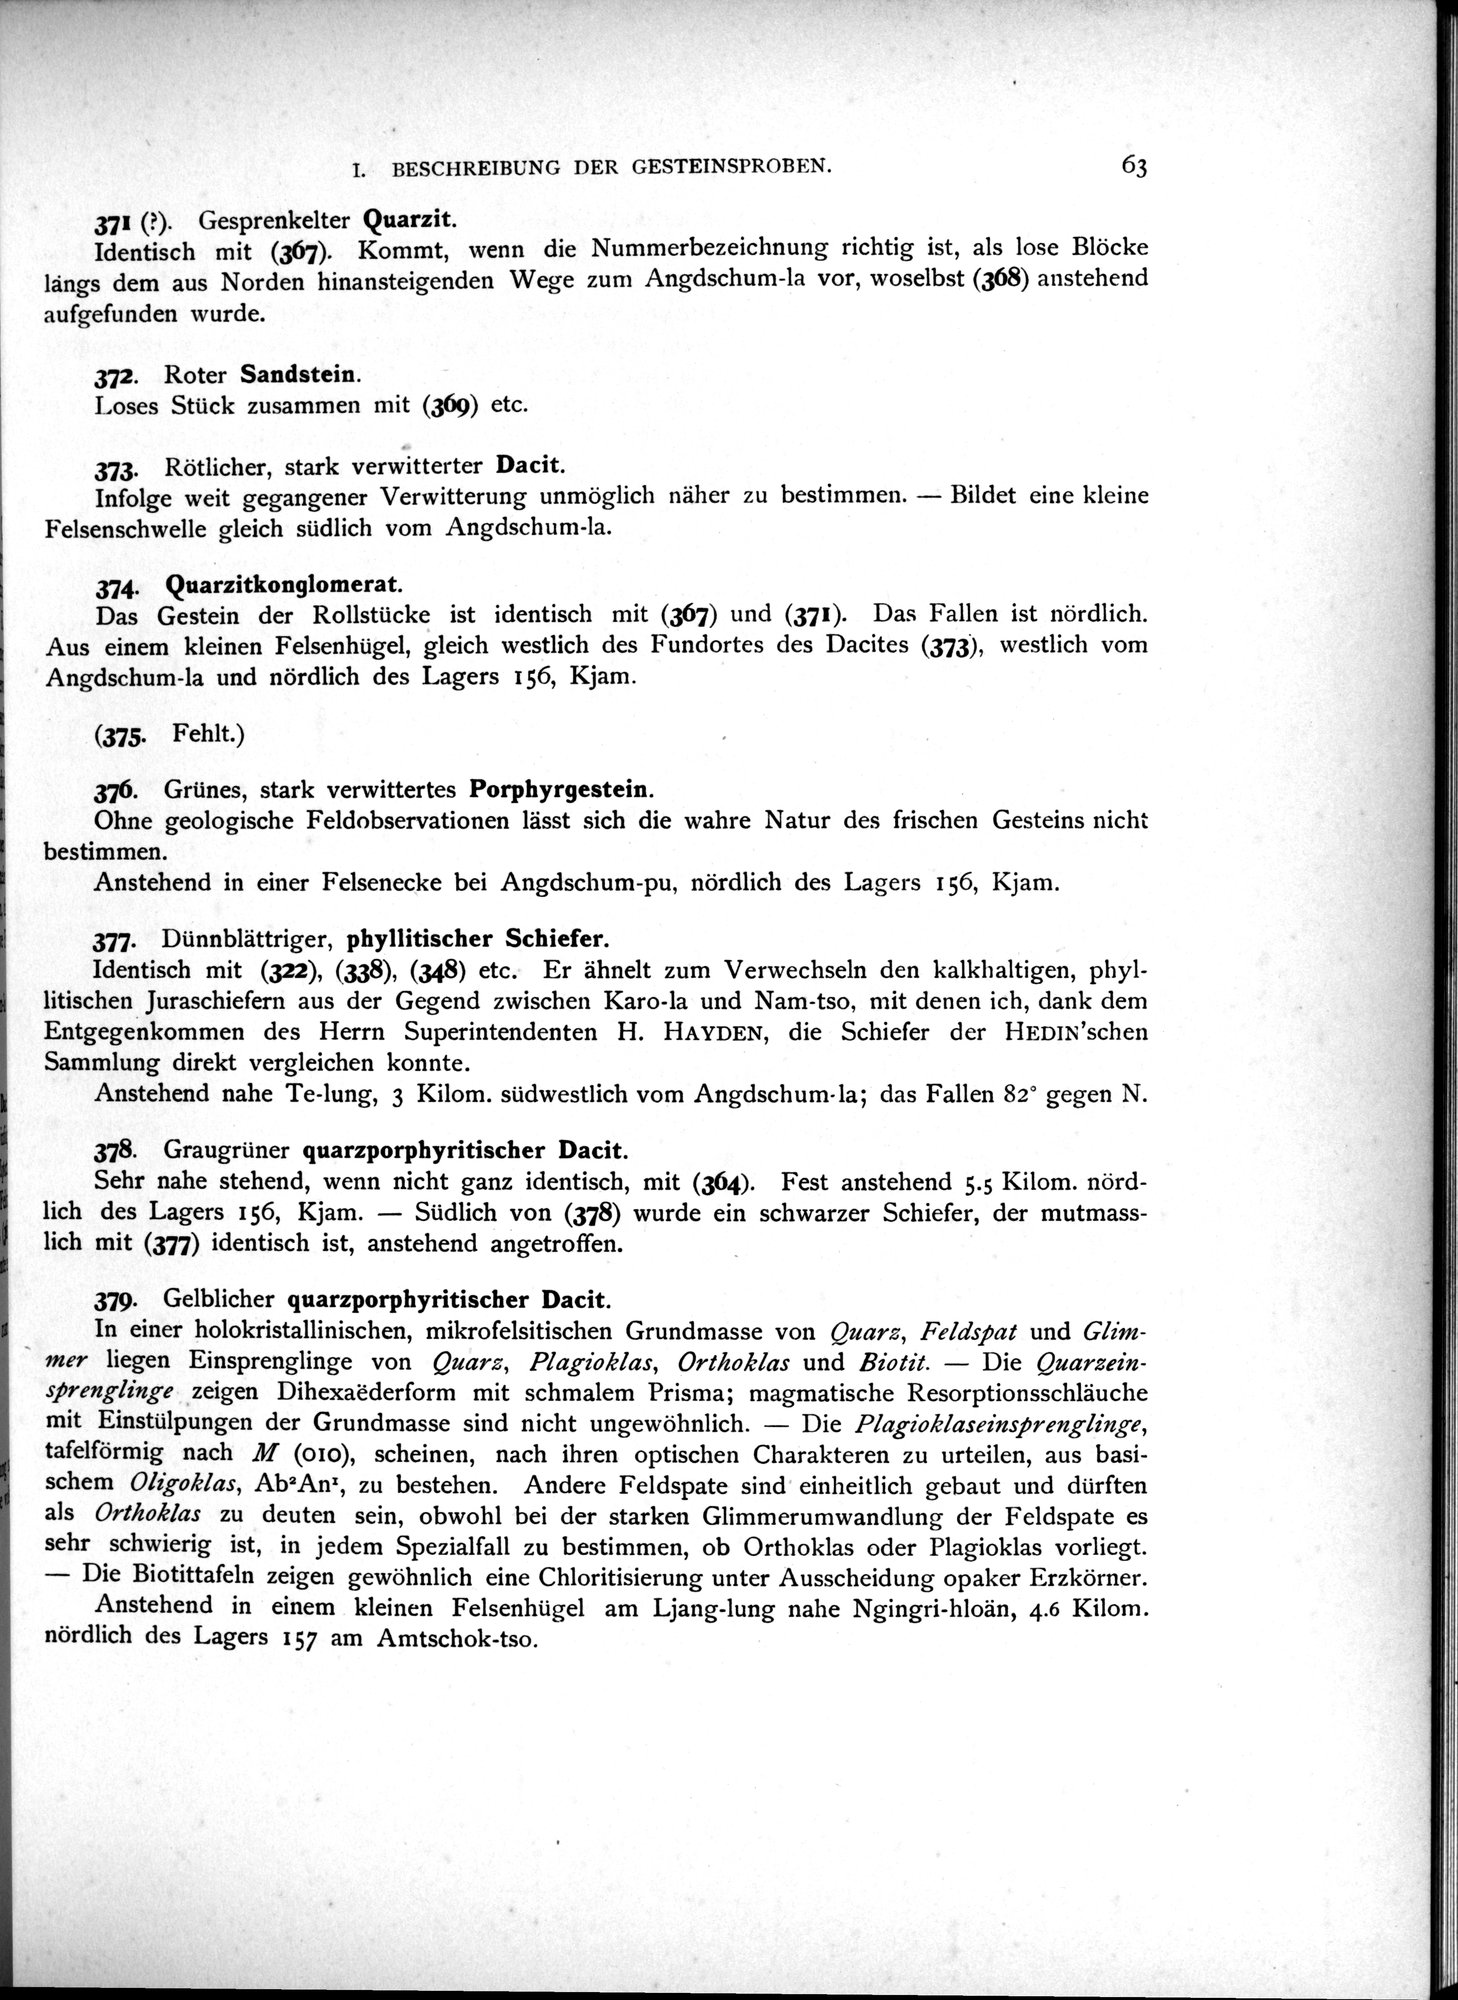 I. BESCHREIBUNG DER GESTEINSPROBEN. 63
371 (?). Gesprenkelter Quarzit.
Identisch mit (367). Kommt, wenn die Nummerbezeichnung richtig ist, als lose Blöcke
längs dem aus Norden hinansteigenden Wege zum Angdschum-la vor, woselbst (368) anstehend
aufgefunden wurde.
372. Roter Sandstein.
Loses Stück zusammen mit (369) etc.
373. Rötlicher, stark verwitterter Dacit.
Infolge weit gegangener Verwitterung unmöglich näher zu bestimmen. — Bildet eine kleine
Felsenschwelle gleich südlich vom Angdschum-la.
374. Quarzitkonglomerat.
Das Gestein der Rollstücke ist identisch mit (367) und (371). Das Fallen ist nördlich.
Aus einem kleinen Felsenhügel, gleich westlich des Fundortes des Dacites (373), westlich vom
Angdschum-la und nördlich des Lagers 156, Kjam.
(375. Fehlt.)
376. Grünes, stark verwittertes Porphyrgestein.
Ohne geologische Feldobservationen lässt sich die wahre Natur des frischen Gesteins nicht
bestimmen.
Anstehend in einer Felsenecke bei Angdschum-pu, nördlich des Lagers 156, Kjam.
377. Dünnblättriger, phyllitischer Schiefer.
Identisch mit (322), (338), (348) etc. Er ähnelt zum Verwechseln den kalkhaltigen, phyl-
litischen Juraschiefern aus der Gegend zwischen Karo-la und Nam-tso, mit denen ich, dank dem
Entgegenkommen des Herrn Superintendenten H. HAYDEN, die Schiefer der HEDIN'schen
Sammlung direkt vergleichen konnte.
Anstehend nahe Te-lung, 3 Kilom. südwestlich vom Angdschum-la; das Fallen 82° gegen N.
378. Graugrüner quarzporphyritischer Dacit.
Sehr nahe stehend, wenn nicht ganz identisch, mit (364). Fest anstehend 5.5 Kilom. nörd-
lich des Lagers 156, Kjam. — Südlich von (378) wurde ein schwarzer Schiefer, der mutmass-
lich mit (377) identisch ist, anstehend angetroffen.
379. Gelblicher quarzporphyritischer Dacit.
In einer holokristallinischen, mikrofelsitischen Grundmasse von Quarz, Feldspat und Glim-
mer liegen Einsprenglinge von Quarz, Plagioklas, Orthoklas und Biotit. — Die Quarzein-
sprenglinge zeigen Dihexaëderform mit schmalem Prisma; magmatische Resorptionsschläuche
mit Einstülpungen der Grundmasse sind nicht ungewöhnlich. — Die Plagioklaseinsprenglinge,
tafelförmig nach M (010), scheinen, nach ihren optischen Charakteren zu urteilen, aus basi-
schem Oligoklas, Ab²An¹, zu bestehen. Andere Feldspate sind einheitlich gebaut und dürften
als Orthoklas zu deuten sein, obwohl bei der starken Glimmerumwandlung der Feldspate es
sehr schwierig ist, in jedem Spezialfall zu bestimmen, ob Orthoklas oder Plagioklas vorliegt.
— Die Biotittafeln zeigen gewöhnlich eine Chloritisierung unter Ausscheidung opaker Erzkörner.
Anstehend in einem kleinen Felsenhügel am Ljang-lung nahe Ngingri-hloän, 4.6 Kilom.
nördlich des Lagers 157 am Amtschok-tso.